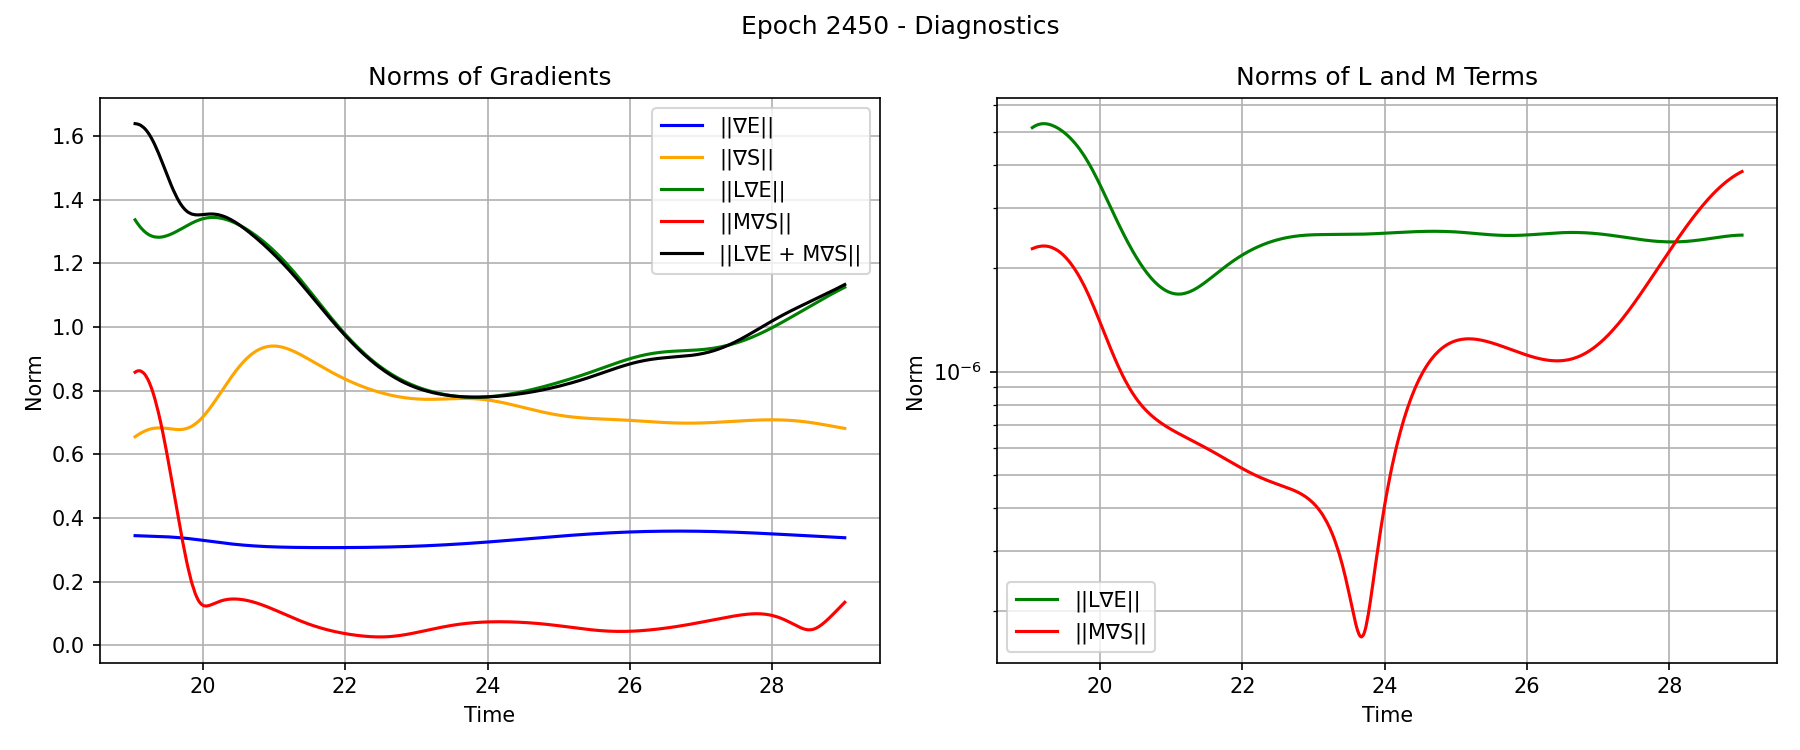 Epoch 2450 - Diagnostics
Norms of Gradients
1.6
1.4
1.2
1.0
0.8
0.6
0.4
0.2
0.0
Norm
20 22 24 26 28
Time
||∇E||
||∇S||
||L∇E||
||M∇S||
||L∇E + M∇S||
Norms of L and M Terms
10⁻⁶
Norm
20 22 24 26 28
Time
||L∇E||
||M∇S||